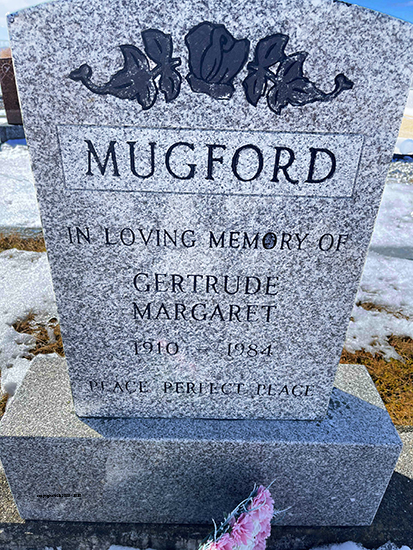 MUGFORD
IN LOVING MEMORY OF
GERTRUDE
MARGARET
1910 – 1984
PEACE PERFECT PEACE